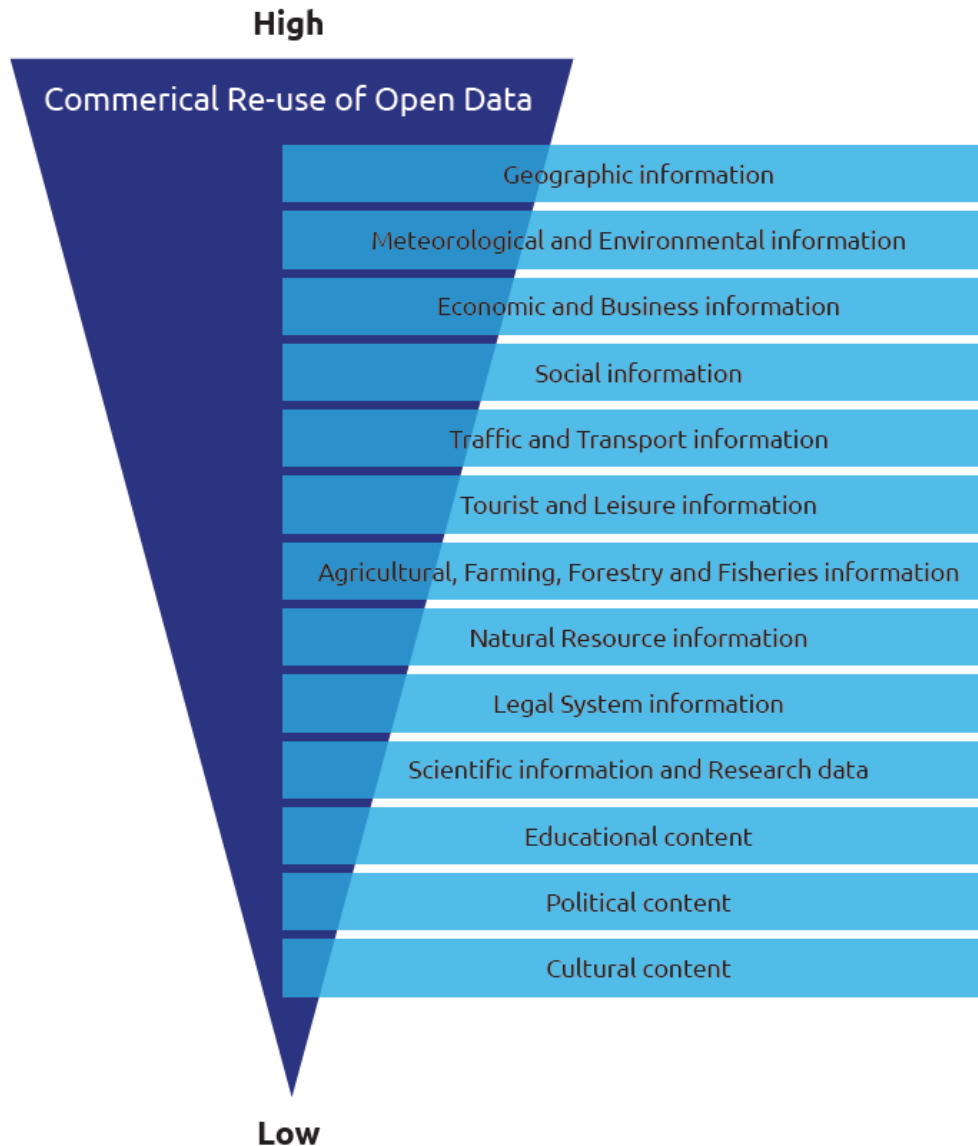 High
Commerical Re-use of Open Data
Geographic information
Meteorological and Environmental information
Economic and Business information
Social information
Traffic and Transport information
Tourist and Leisure information
Agricultural, Farming, Forestry and Fisheries information
Natural Resource information
Legal System information
Scientific information and Research data
Educational content
Political content
Cultural content
Low